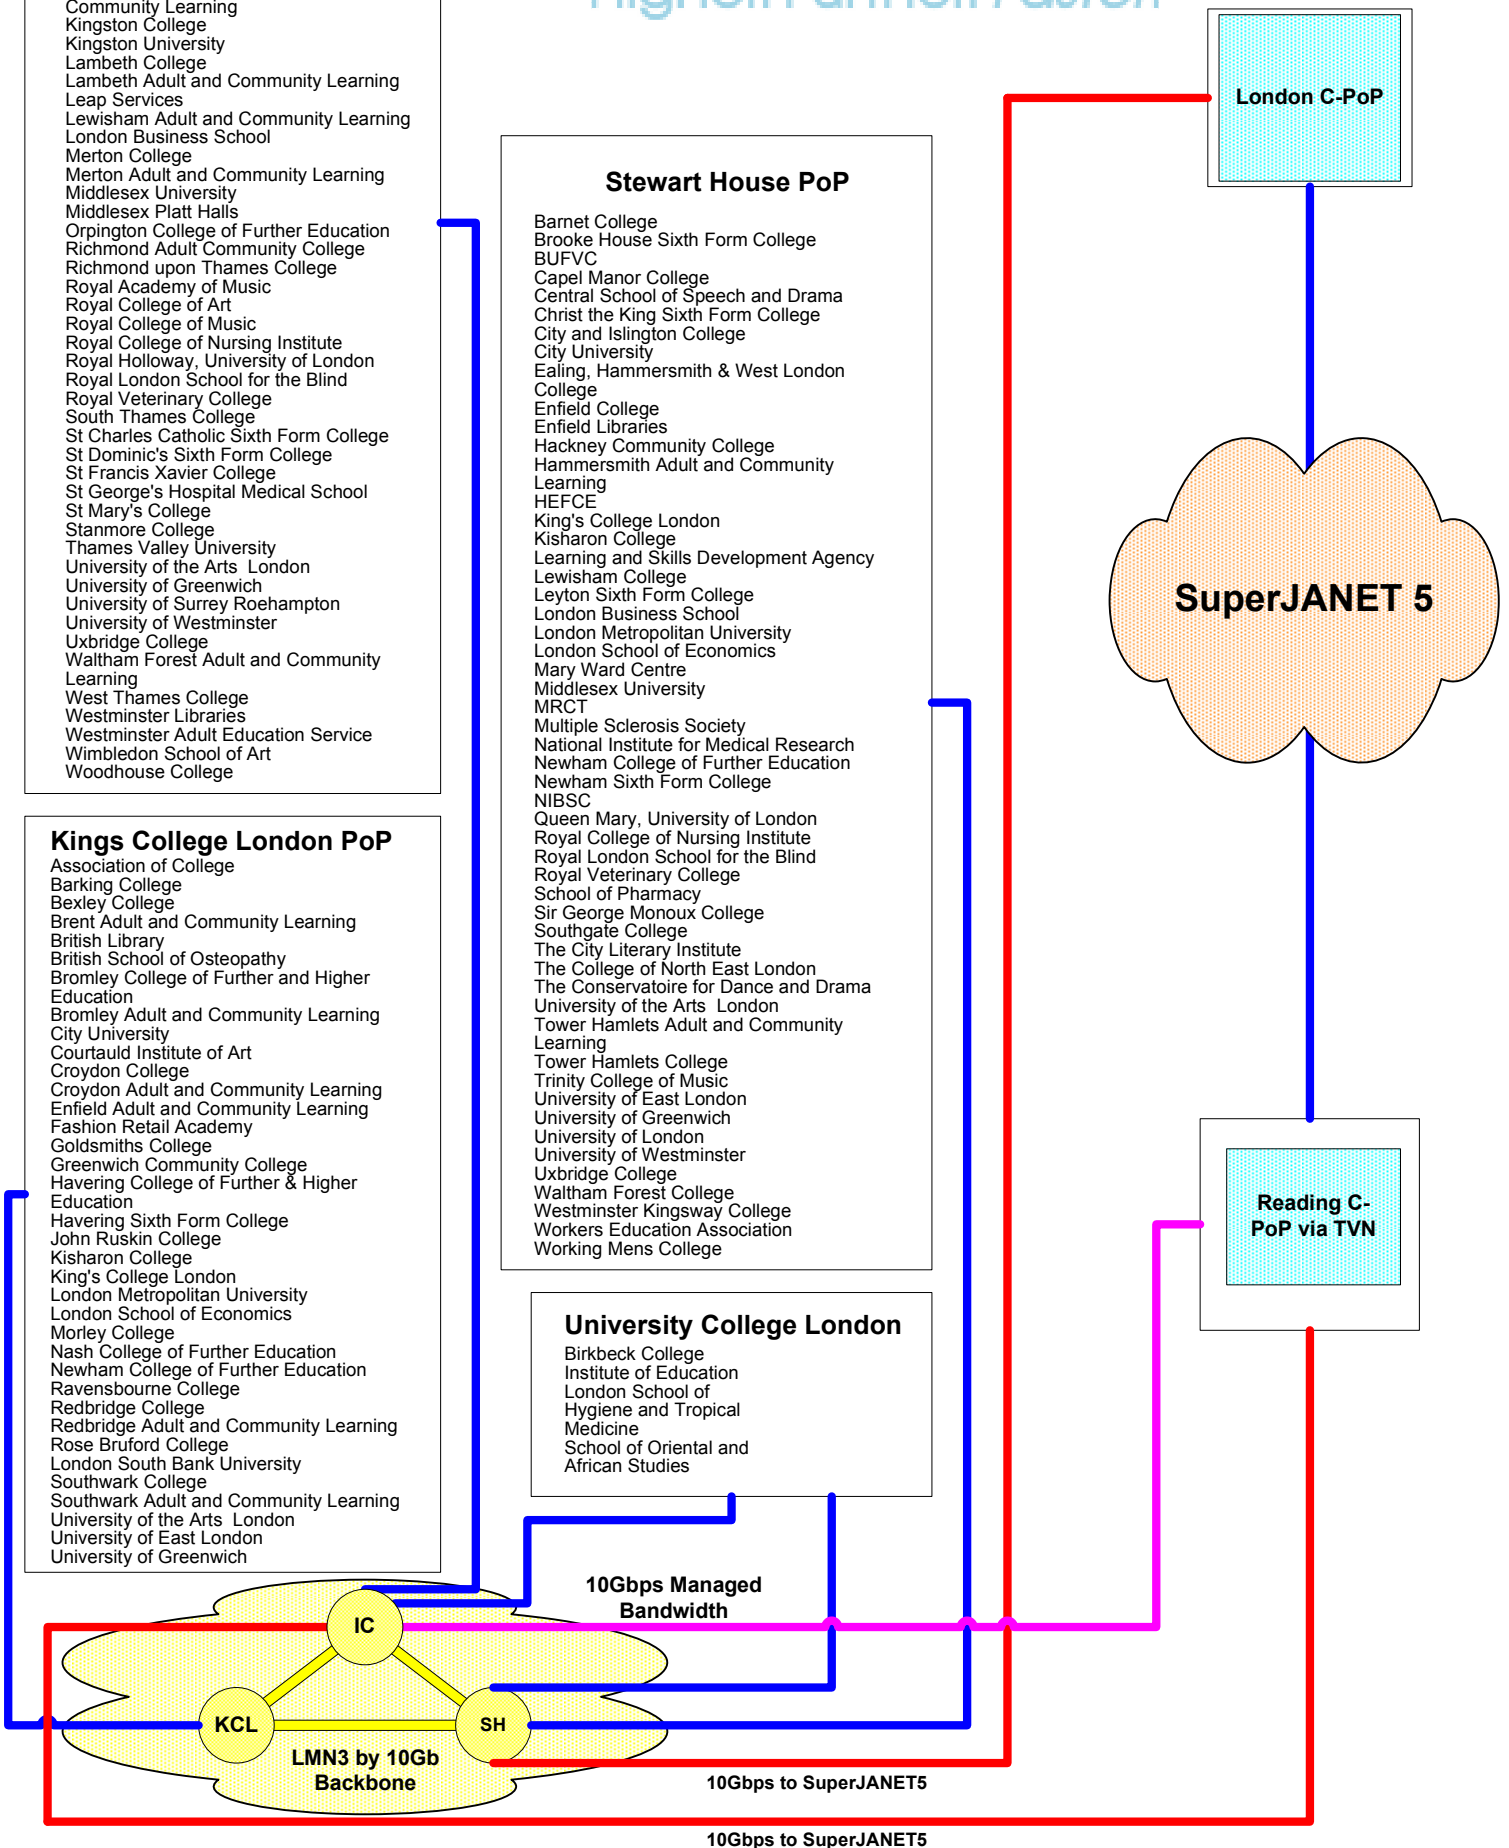 Community Learning
Kingston College
Kingston University
Lambeth College
Lambeth Adult and Community Learning
Leap Services
Lewisham Adult and Community Learning
London Business School
Merton College
Merton Adult and Community Learning
Middlesex University
Middlesex Platt Halls
Orpington College of Further Education
Richmond Adult Community College
Richmond upon Thames College
Royal Academy of Music
Royal College of Art
Royal College of Music
Royal College of Nursing Institute
Royal Holloway, University of London
Royal London School for the Blind
Royal Veterinary College
South Thames College
St Charles Catholic Sixth Form College
St Dominic's Sixth Form College
St Francis Xavier College
St George's Hospital Medical School
St Mary's College
Stanmore College
Thames Valley University
University of the Arts London
University of Greenwich
University of Surrey Roehampton
University of Westminster
Uxbridge College
Waltham Forest Adult and Community
Learning
West Thames College
Westminster Libraries
Westminster Adult Education Service
Wimbledon School of Art
Woodhouse College
Kings College London PoP
Association of College
Barking College
Bexley College
Brent Adult and Community Learning
British Library
British School of Osteopathy
Bromley College of Further and Higher
Education
Bromley Adult and Community Learning
City University
Courtauld Institute of Art
Croydon College
Croydon Adult and Community Learning
Enfield Adult and Community Learning
Fashion Retail Academy
Goldsmiths College
Greenwich Community College
Havering College of Further & Higher
Education
Havering Sixth Form College
John Ruskin College
Kisharon College
King's College London
London Metropolitan University
London School of Economics
Morley College
Nash College of Further Education
Newham College of Further Education
Ravensbourne College
Redbridge College
Redbridge Adult and Community Learning
Rose Bruford College
London South Bank University
Southwark College
Southwark Adult and Community Learning
University of the Arts London
University of East London
University of Greenwich
Stewart House PoP
Barnet College
Brooke House Sixth Form College
BUFVC
Capel Manor College
Central School of Speech and Drama
Christ the King Sixth Form College
City and Islington College
City University
Ealing, Hammersmith & West London
College
Enfield College
Enfield Libraries
Hackney Community College
Hammersmith Adult and Community
Learning
HEFCE
King's College London
Kisharon College
Learning and Skills Development Agency
Lewisham College
Leyton Sixth Form College
London Business School
London Metropolitan University
London School of Economics
Mary Ward Centre
Middlesex University
MRCT
Multiple Sclerosis Society
National Institute for Medical Research
Newham College of Further Education
Newham Sixth Form College
NIBSC
Queen Mary, University of London
Royal College of Nursing Institute
Royal London School for the Blind
Royal Veterinary College
School of Pharmacy
Sir George Monoux College
Southgate College
The City Literary Institute
The College of North East London
The Conservatoire for Dance and Drama
University of the Arts London
Tower Hamlets Adult and Community
Learning
Tower Hamlets College
Trinity College of Music
University of East London
University of Greenwich
University of London
University of Westminster
Uxbridge College
Waltham Forest College
Westminster Kingsway College
Workers Education Association
Working Mens College
University College London
Birkbeck College
Institute of Education
London School of
Hygiene and Tropical
Medicine
School of Oriental and
African Studies
London C-PoP
SuperJANET 5
Reading C-
PoP via TVN
10Gbps Managed
Bandwidth
IC
KCL
SH
LMN3 by 10Gb
Backbone
10Gbps to SuperJANET5
10Gbps to SuperJANET5